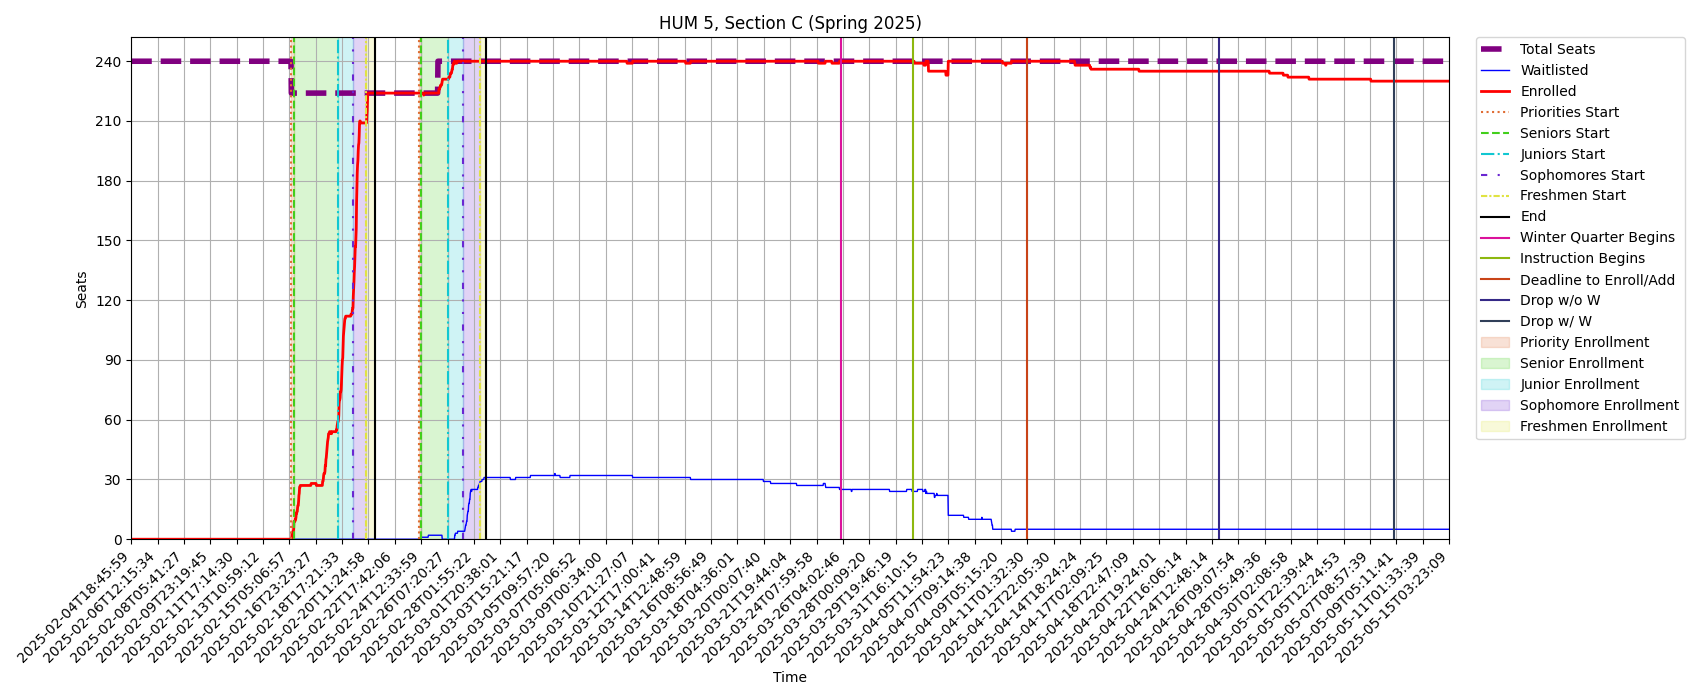 HUM 5, Section C (Spring 2025)
Seats
240
210
180
150
120
90
60
30
0
2025-02-04T18:45:59
2025-02-06T12:15:34
2025-02-08T05:41:27
2025-02-09T23:19:45
2025-02-11T17:14:30
2025-02-13T10:59:12
2025-02-15T05:06:57
2025-02-16T23:23:27
2025-02-18T17:21:33
2025-02-20T11:24:58
2025-02-22T17:42:06
2025-02-24T12:33:59
2025-02-26T07:20:27
2025-02-28T01:55:22
2025-03-01T20:38:01
2025-03-03T15:21:17
2025-03-05T09:57:20
2025-03-07T05:06:52
2025-03-09T00:34:00
2025-03-10T21:27:07
2025-03-12T17:00:41
2025-03-14T12:48:59
2025-03-16T08:56:49
2025-03-18T04:36:01
2025-03-20T00:07:40
2025-03-21T19:44:04
2025-03-24T07:59:58
2025-03-26T04:02:46
2025-03-28T00:09:20
2025-03-29T19:46:19
2025-03-31T16:10:15
2025-04-05T11:54:23
2025-04-07T09:14:38
2025-04-09T05:15:20
2025-04-11T01:32:30
2025-04-12T22:05:30
2025-04-14T18:24:24
2025-04-17T02:09:25
2025-04-18T22:47:09
2025-04-20T19:24:01
2025-04-22T16:06:14
2025-04-24T12:48:14
2025-04-26T09:07:54
2025-04-28T05:49:36
2025-04-30T02:08:58
2025-05-01T22:39:44
2025-05-05T12:24:53
2025-05-07T08:57:39
2025-05-09T05:11:41
2025-05-11T01:33:39
2025-05-15T03:23:09
Time
Total Seats
Waitlisted
Enrolled
Priorities Start
Seniors Start
Juniors Start
Sophomores Start
Freshmen Start
End
Winter Quarter Begins
Instruction Begins
Deadline to Enroll/Add
Drop w/o W
Drop w/ W
Priority Enrollment
Senior Enrollment
Junior Enrollment
Sophomore Enrollment
Freshmen Enrollment